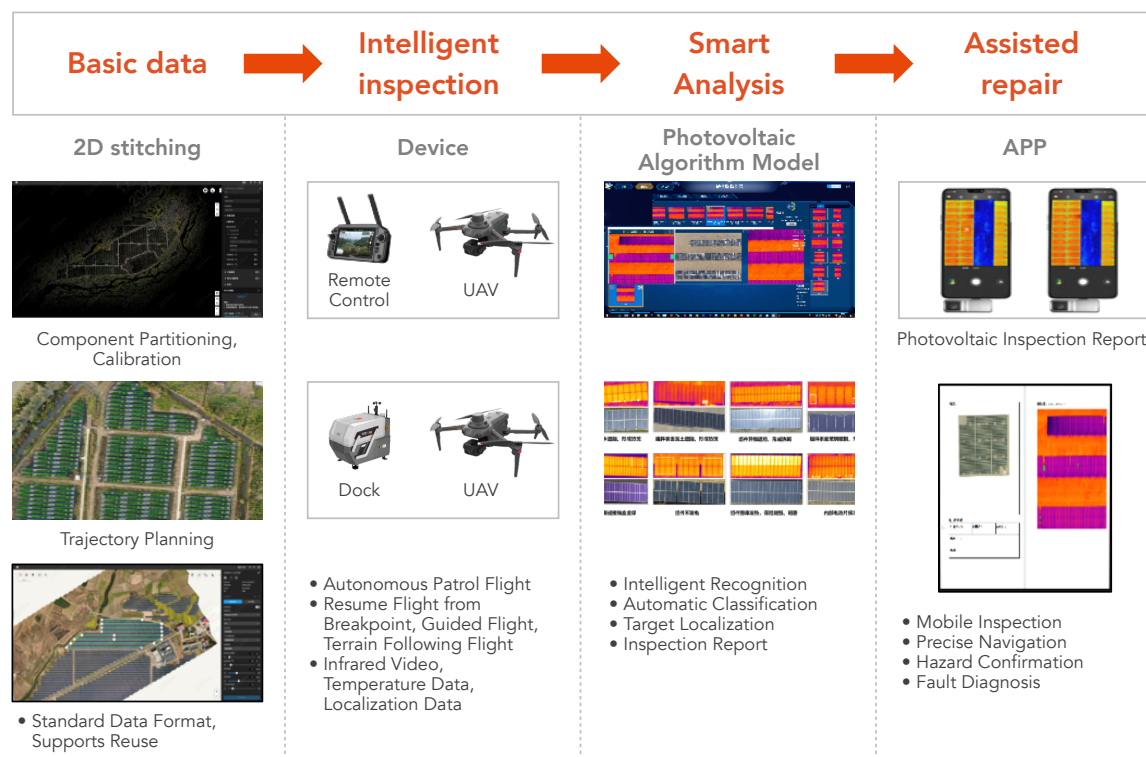 Basic data
Intelligent
inspection
Smart
Analysis
Assisted
repair
2D stitching
Component Partitioning,
Calibration
Trajectory Planning
• Standard Data Format,
Supports Reuse
Device
Remote
Control
UAV
Dock
UAV
• Autonomous Patrol Flight
• Resume Flight from
Breakpoint, Guided Flight,
Terrain Following Flight
• Infrared Video,
Temperature Data,
Localization Data
Photovoltaic
Algorithm Model
• Intelligent Recognition
• Automatic Classification
• Target Localization
• Inspection Report
APP
Photovoltaic Inspection Report
• Mobile Inspection
• Precise Navigation
• Hazard Confirmation
• Fault Diagnosis